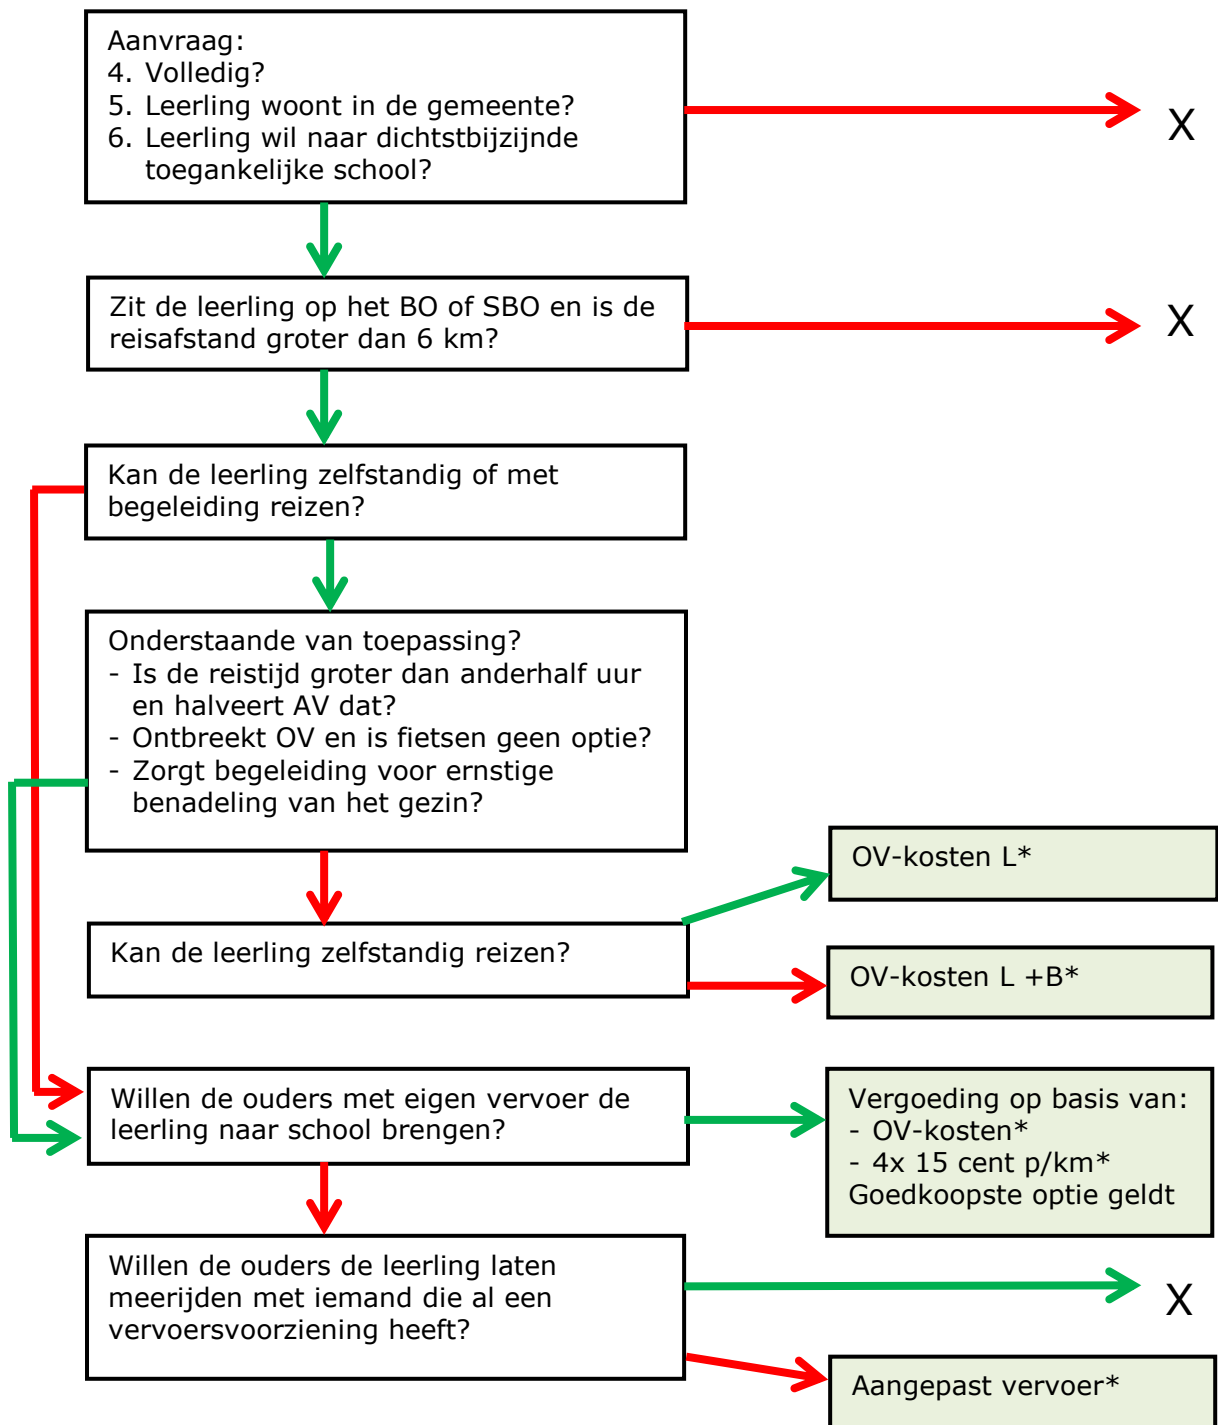 Aanvraag:
4. Volledig?
5. Leerling woont in de gemeente?
6. Leerling wil naar dichtstbijzijnde
toegankelijke school?
X
Zit de leerling op het BO of SBO en is de
reisafstand groter dan 6 km?
X
Kan de leerling zelfstandig of met
begeleiding reizen?
Onderstaande van toepassing?
- Is de reistijd groter dan anderhalf uur
en halveert AV dat?
- Ontbreekt OV en is fietsen geen optie?
- Zorgt begeleiding voor ernstige
benadeling van het gezin?
OV-kosten L*
Kan de leerling zelfstandig reizen?
OV-kosten L +B*
Willen de ouders met eigen vervoer de
leerling naar school brengen?
Vergoeding op basis van:
- OV-kosten*
- 4x 15 cent p/km*
Goedkoopste optie geldt
Willen de ouders de leerling laten
meerijden met iemand die al een
vervoersvoorziening heeft?
X
Aangepast vervoer*